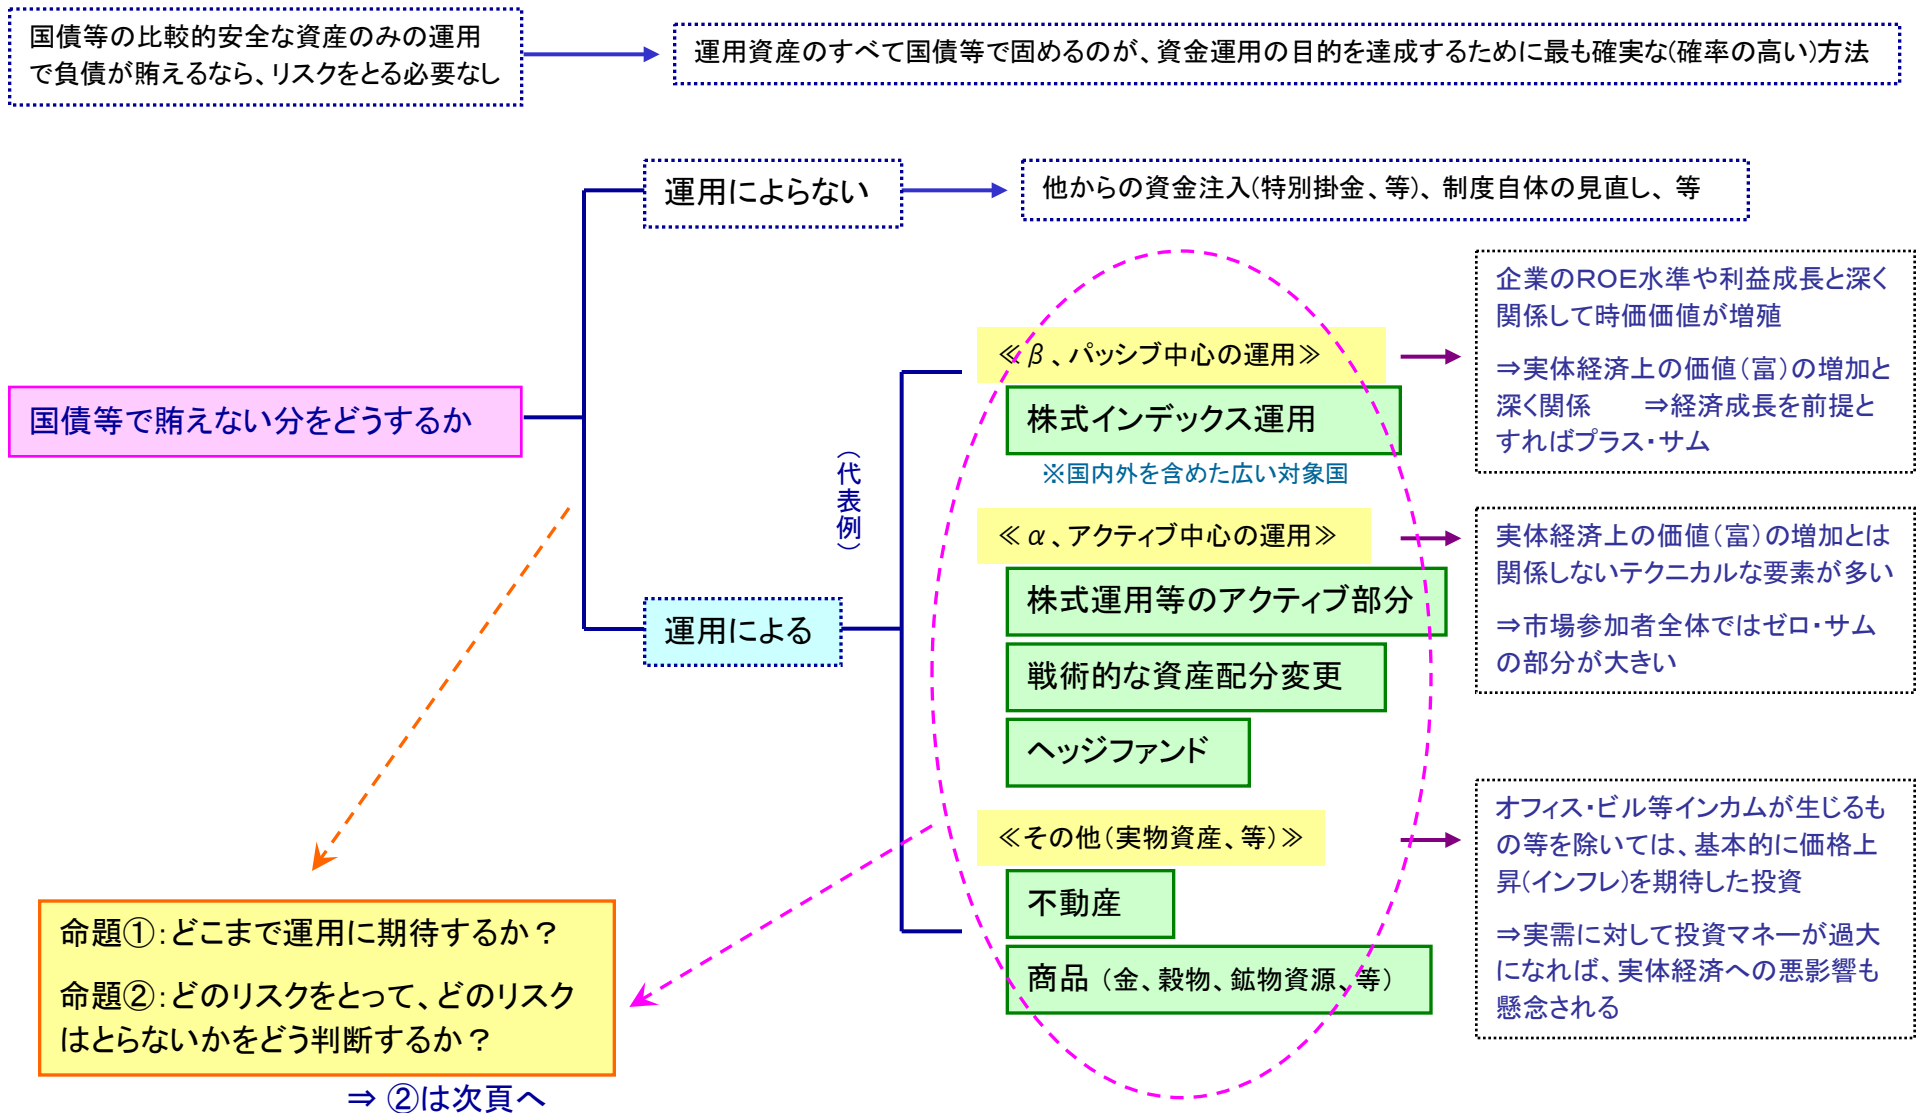 国債等の比較的安全な資産のみの運用
で負債が賄えるなら、リスクをとる必要なし
運用資産のすべて国債等で固めるのが、資金運用の目的を達成するために最も確実な(確率の高い)方法
運用によらない
他からの資金注入(特別掛金、等)、制度自体の見直し、等
国債等で賄えない分をどうするか
運用による
(代表例)
≪β、パッシブ中心の運用≫
株式インデックス運用
※国内外を含めた広い対象国
企業のROE水準や利益成長と深く
関係して時価価値が増殖
⇒実体経済上の価値(富)の増加と
深く関係　⇒経済成長を前提と
すればプラス・サム
≪α、アクティブ中心の運用≫
株式運用等のアクティブ部分
戦術的な資産配分変更
ヘッジファンド
実体経済上の価値(富)の増加とは
関係しないテクニカルな要素が多い
⇒市場参加者全体ではゼロ・サム
の部分が大きい
≪その他(実物資産、等)≫
不動産
商品 (金、穀物、鉱物資源、等)
オフィス・ビル等インカムが生じるも
の等を除いては、基本的に価格上
昇(インフレ)を期待した投資
⇒実需に対して投資マネーが過大
になれば、実体経済への悪影響も
懸念される
命題①:どこまで運用に期待するか?
命題②:どのリスクをとって、どのリスク
はとらないかをどう判断するか?
⇒ ②は次頁へ